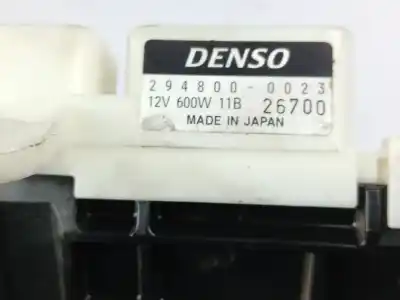 DENSO
294800-0023
12V 600W 11B 26700
MADE IN JAPAN